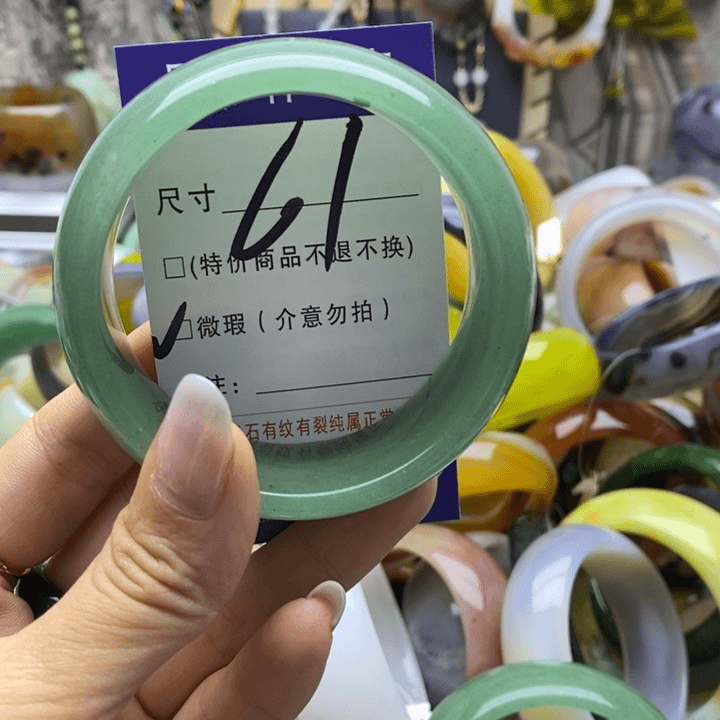 尺寸 61
□(特价商品不退不换)
☑微瑕(介意勿拍)
注:
石有纹有裂纯属正常